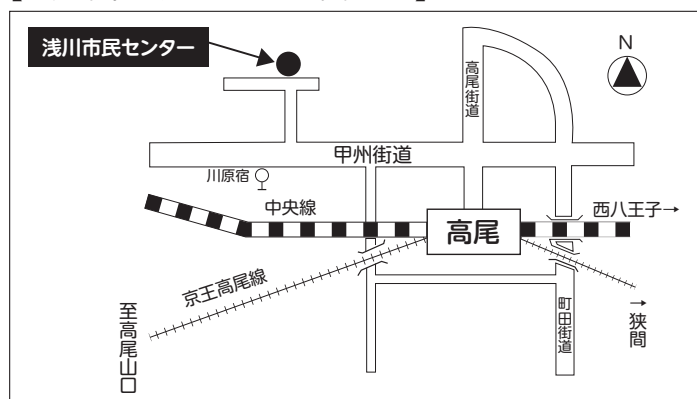 浅川市民センター
N
高尾街道
甲州街道
川原宿
中央線
西八王子→
高尾
京王高尾線
至高尾山口
町田街道
→狭間